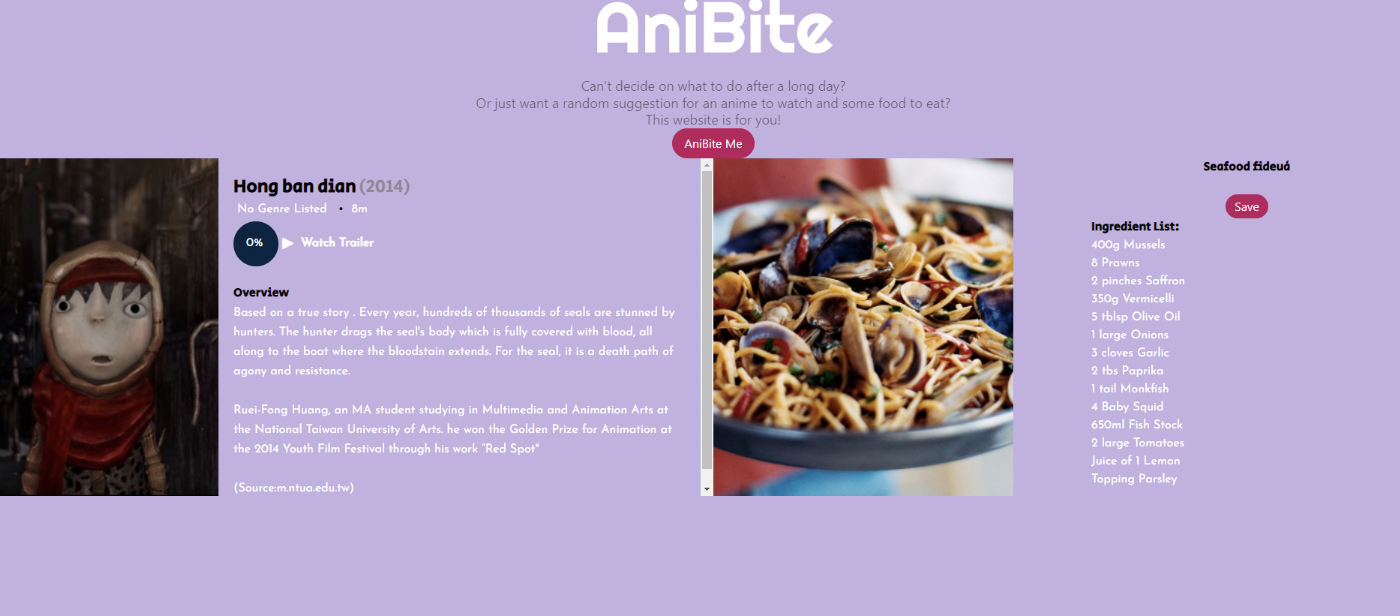 AniBite
Can't decide on what to do after a long day?
Or just want a random suggestion for an anime to watch and some food to eat?
This website is for you!
AniBite Me
Hong ban dian (2014)
No Genre Listed • 8m
0%
Watch Trailer
Overview
Based on a true story . Every year, hundreds of thousands of seals are stunned by
hunters. The hunter drags the seal's body which is fully covered with blood, all
along to the boat where the bloodstain extends. For the seal, it is a death path of
agony and resistance.
Ruei-Fong Huang, an MA student studying in Multimedia and Animation Arts at
the National Taiwan University of Arts. he won the Golden Prize for Animation at
the 2014 Youth Film Festival through his work "Red Spot"
(Source:m.ntua.edu.tw)
Seafood fideuà
Save
Ingredient List:
400g Mussels
8 Prawns
2 pinches Saffron
350g Vermicelli
5 tblsp Olive Oil
1 large Onions
3 cloves Garlic
2 tbs Paprika
1 tail Monkfish
4 Baby Squid
650ml Fish Stock
2 large Tomatoes
Juice of 1 Lemon
Topping Parsley